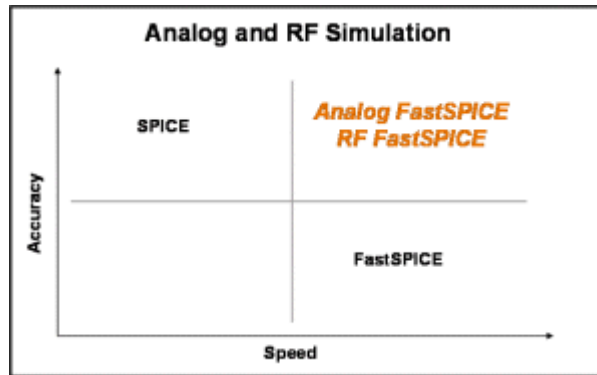 Analog and RF Simulation
SPICE
Analog FastSPICE
RF FastSPICE
Accuracy
FastSPICE
Speed